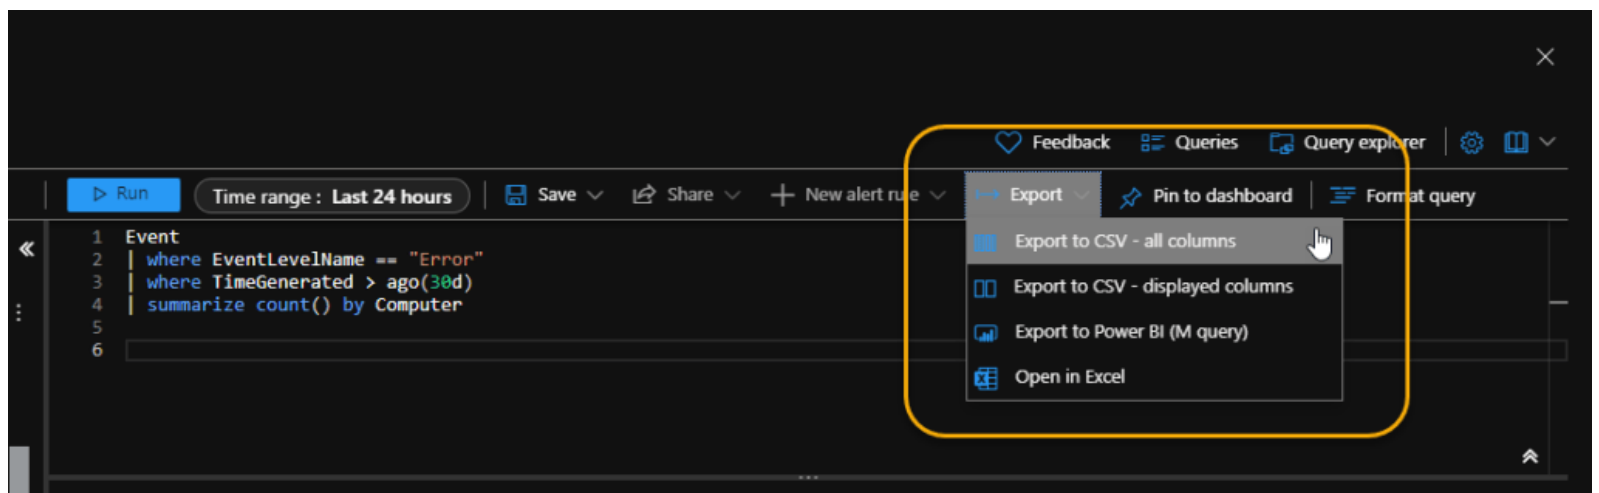 Feedback Queries Query explorer
Run Time range : Last 24 hours Save Share New alert rule Export Pin to dashboard Format query
1 Event
2 | where EventLevelName == "Error"
3 | where TimeGenerated > ago(30d)
4 | summarize count() by Computer
5
6
Export to CSV - all columns
Export to CSV - displayed columns
Export to Power BI (M query)
Open in Excel